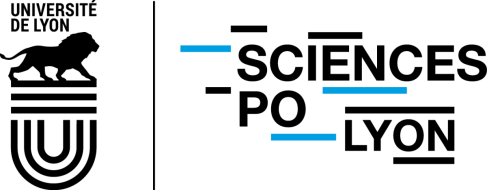 UNIVERSITÉ
DE LYON
SCIENCES
PO
LYON